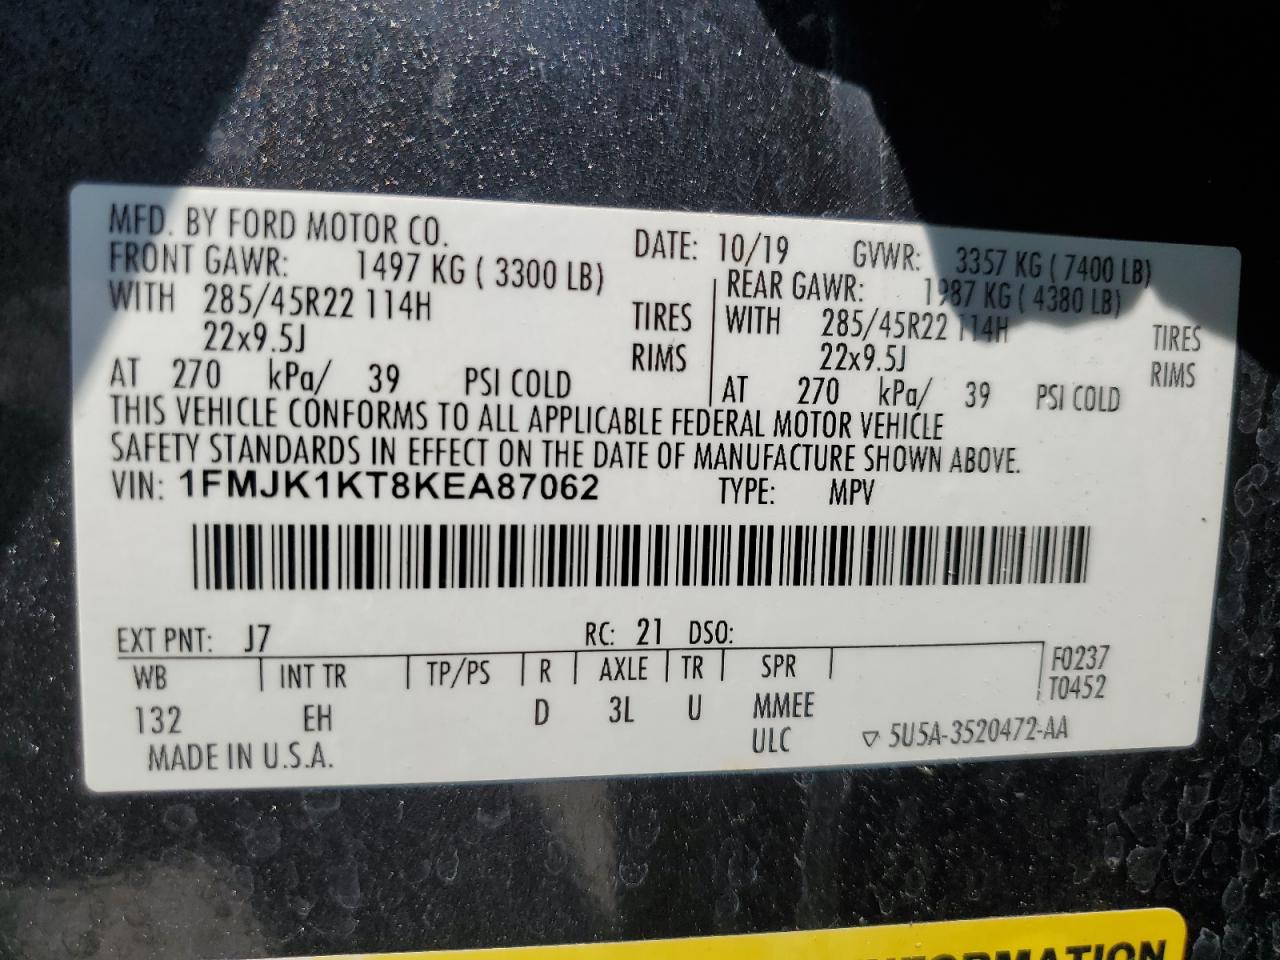 MFD. BY FORD MOTOR CO. DATE: 10/19 GVWR: 3357 KG ( 7400 LB)
FRONT GAWR: 1497 KG ( 3300 LB) REAR GAWR: 1987 KG ( 4380 LB)
WITH 285/45R22 114H TIRES WITH 285/45R22 114H TIRES
22x9.5J RIMS 22x9.5J RIMS
AT 270 kPa/ 39 PSI COLD AT 270 kPa/ 39 PSI COLD
THIS VEHICLE CONFORMS TO ALL APPLICABLE FEDERAL MOTOR VEHICLE
SAFETY STANDARDS IN EFFECT ON THE DATE OF MANUFACTURE SHOWN ABOVE.
VIN: 1FMJK1KT8KEA87062 TYPE: MPV
EXT PNT: J7 RC: 21 DSO:
WB INT TR TP/PS R AXLE TR SPR F0237
T0452
132 EH D 3L U MMEE
MADE IN U.S.A. ULC 5U5A-3520472-AA